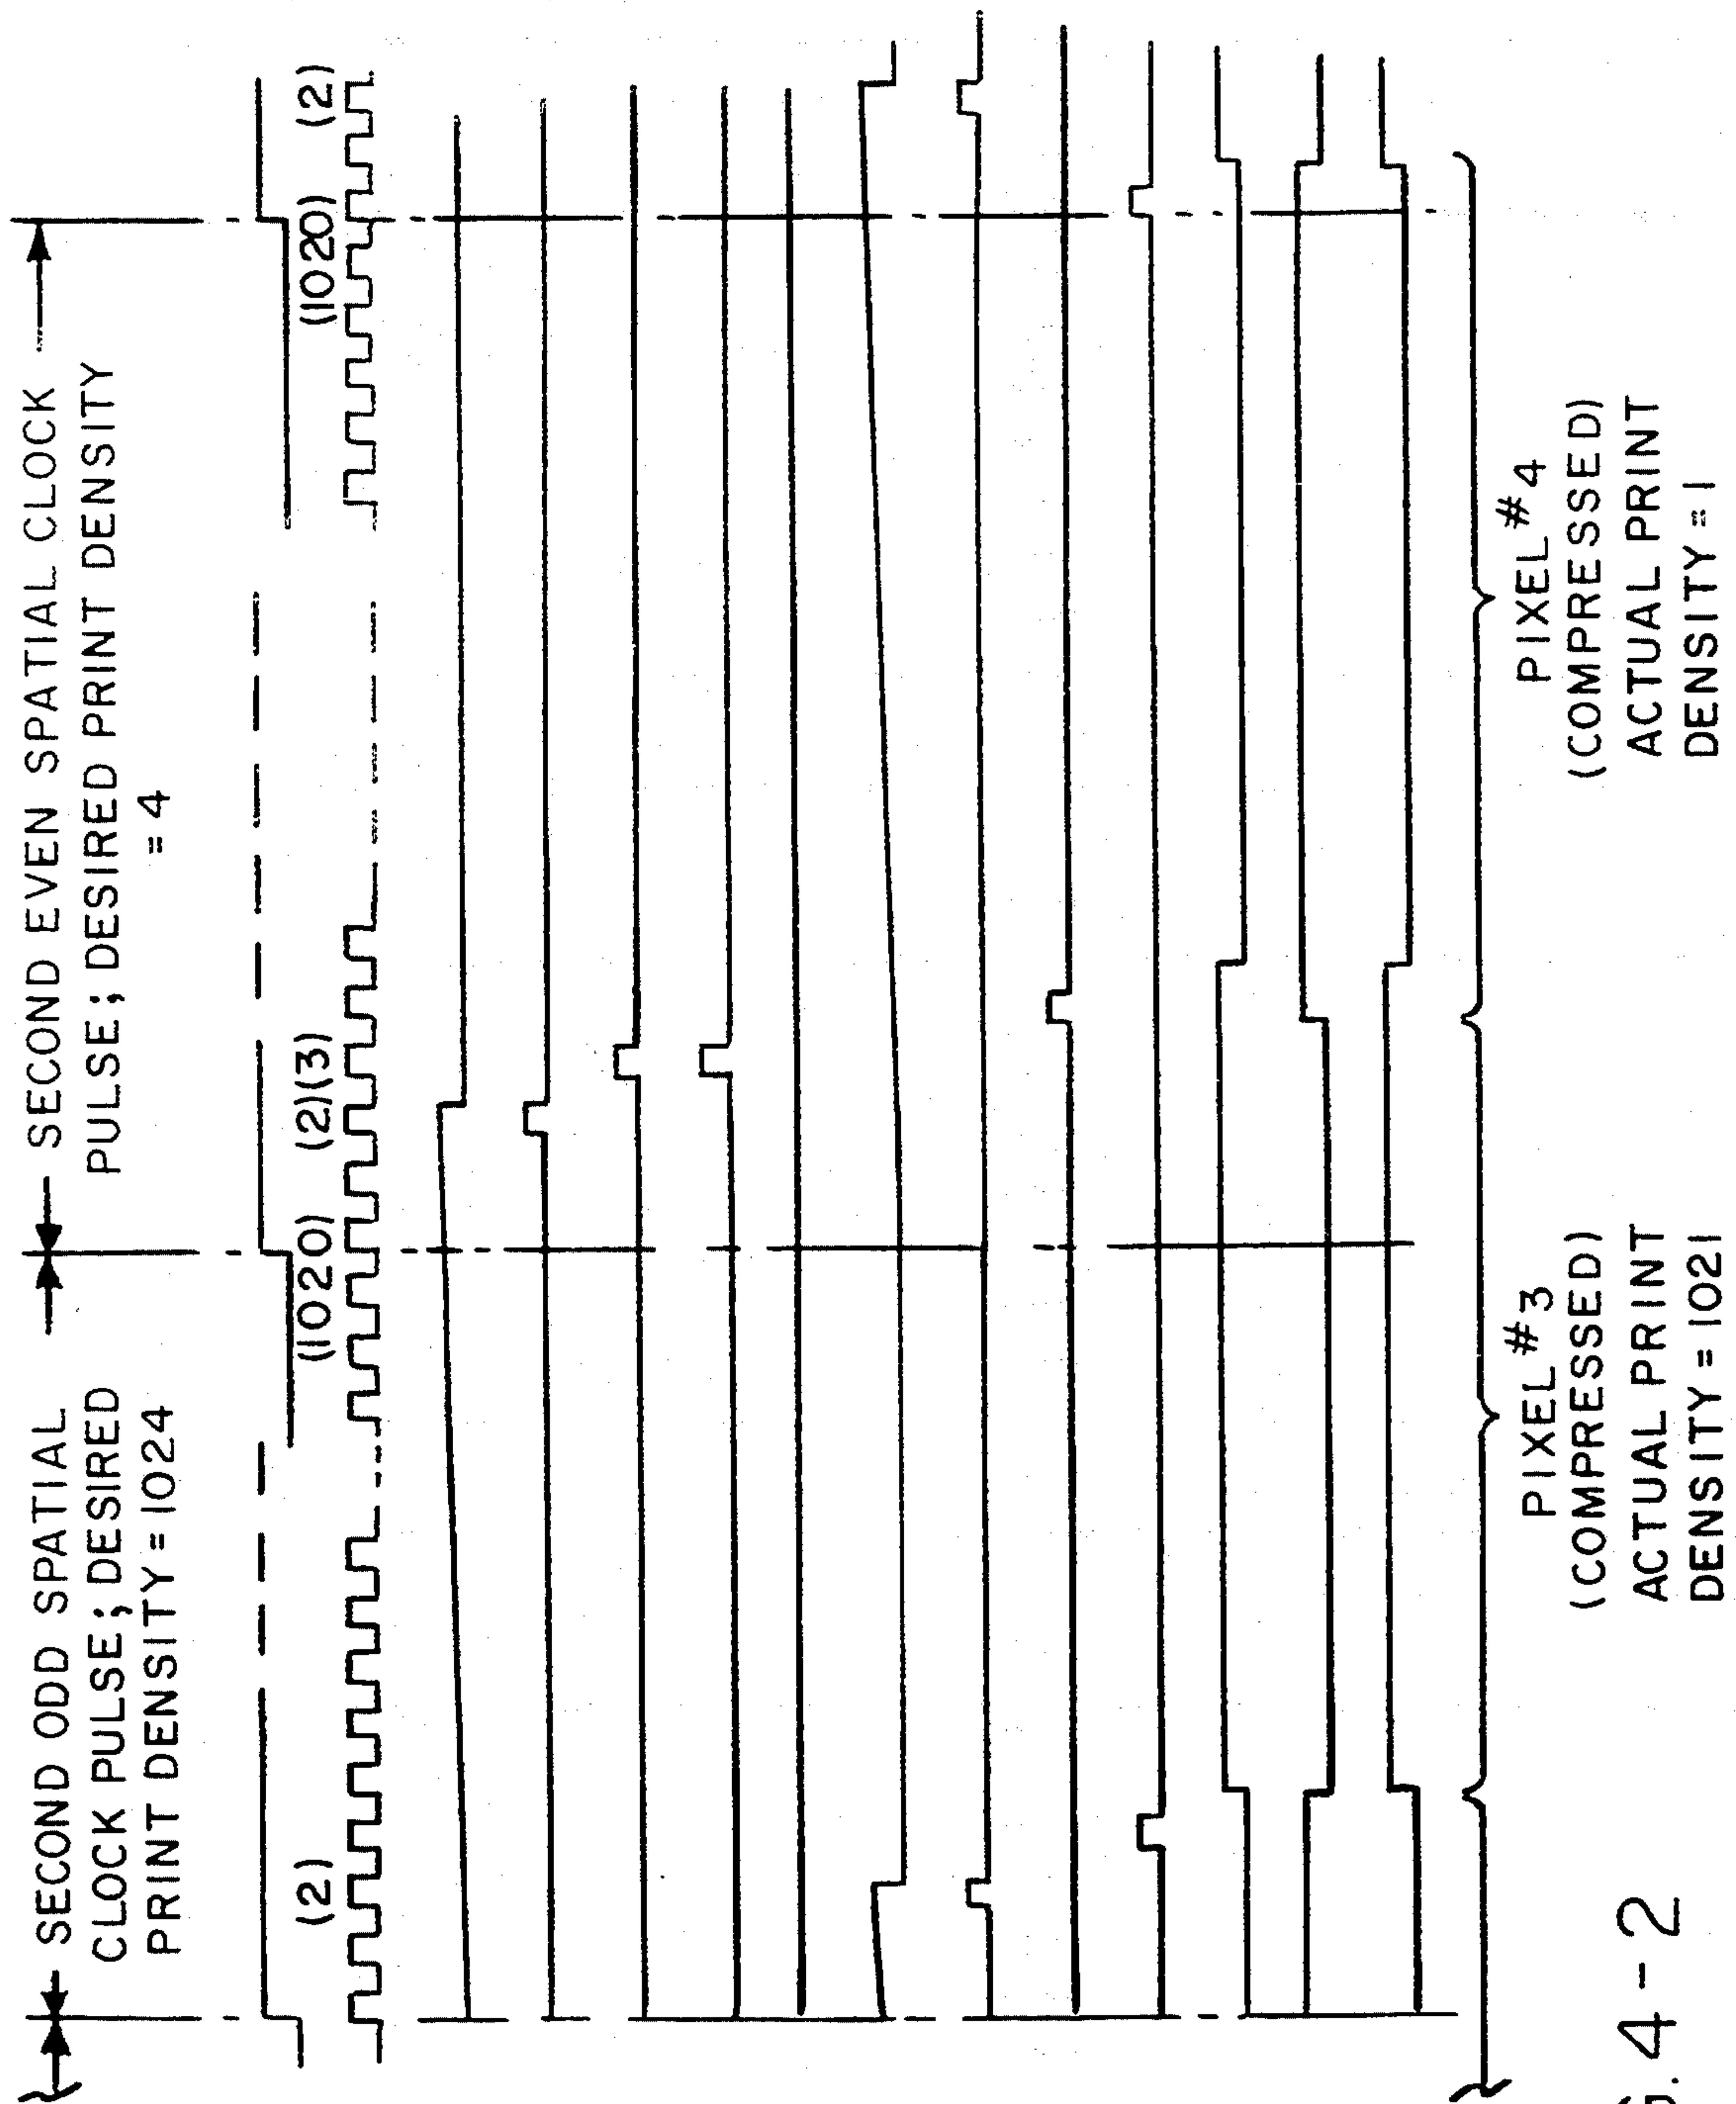 SECOND ODD SPATIAL
CLOCK PULSE; DESIRED
PRINT DENSITY = 1024
SECOND EVEN SPATIAL CLOCK
PULSE; DESIRED PRINT DENSITY
= 4
(2)
(1020)
(2)(3)
(1020)
(2)
PIXEL #3
(COMPRESSED)
ACTUAL PRINT
DENSITY = 1021
PIXEL #4
(COMPRESSED)
ACTUAL PRINT
DENSITY = 1
G. 4 - 2